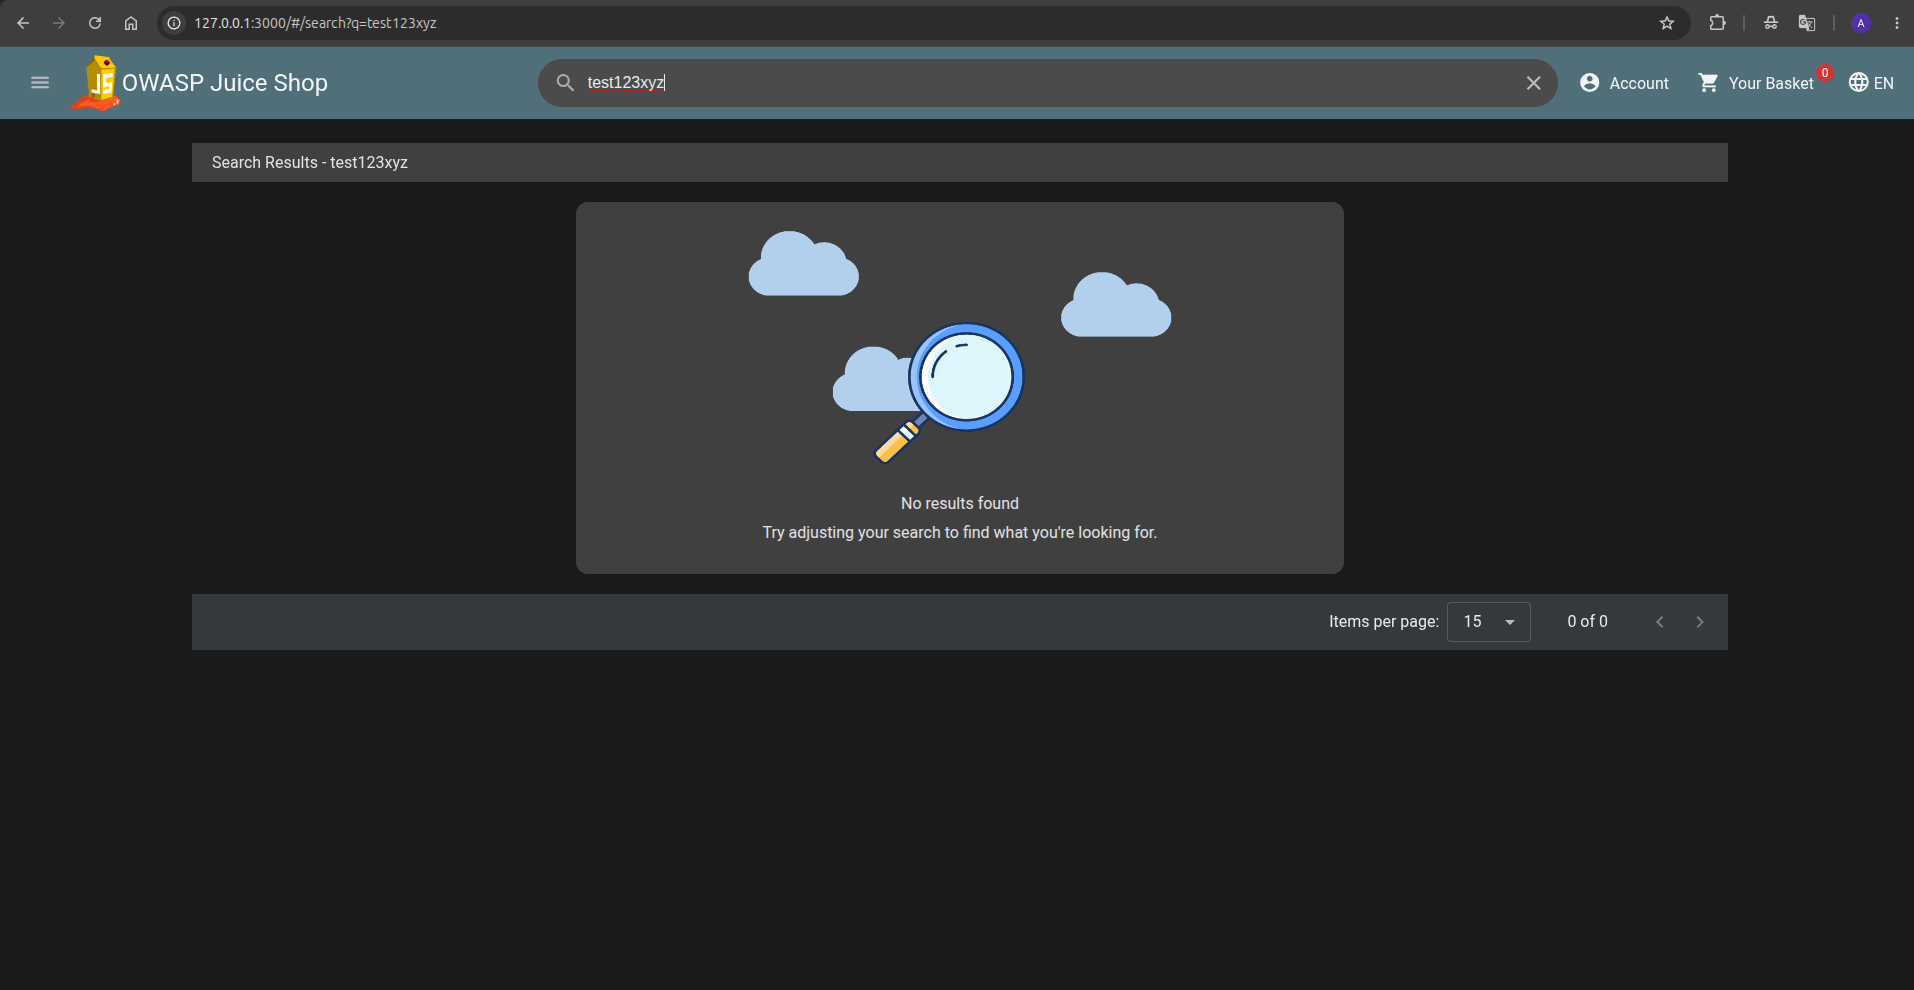 127.0.0.1:3000/#/search?q=test123xyz
A
JS
OWASP Juice Shop
test123xyz
Account
Your Basket
0
EN
Search Results - test123xyz
No results found
Try adjusting your search to find what you're looking for.
Items per page:
15
0 of 0